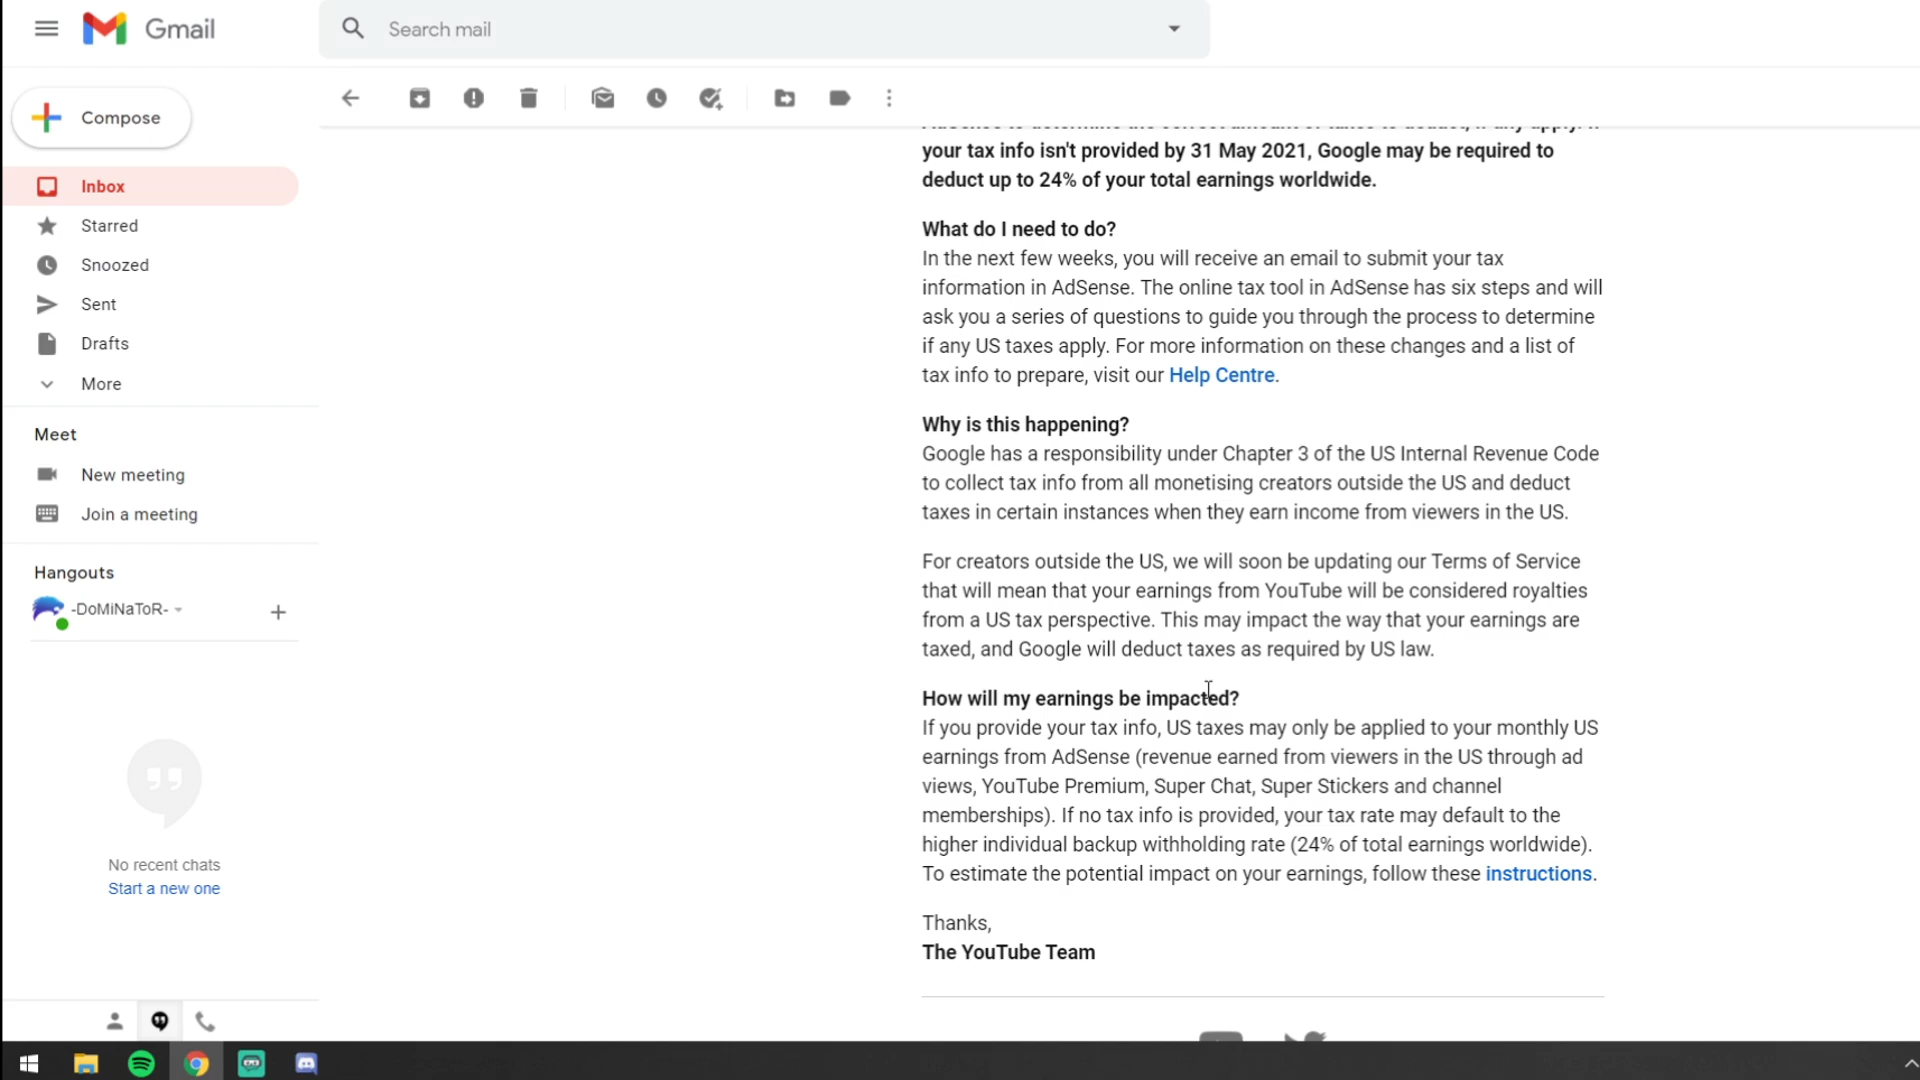 Gmail
Search mail
Compose
Inbox
Starred
Snoozed
Sent
Drafts
More
Meet
New meeting
Join a meeting
Hangouts
-DoMiNaToR-
No recent chats
Start a new one
your tax info isn't provided by 31 May 2021, Google may be required to
deduct up to 24% of your total earnings worldwide.
What do I need to do?
In the next few weeks, you will receive an email to submit your tax
information in AdSense. The online tax tool in AdSense has six steps and will
ask you a series of questions to guide you through the process to determine
if any US taxes apply. For more information on these changes and a list of
tax info to prepare, visit our Help Centre.
Why is this happening?
Google has a responsibility under Chapter 3 of the US Internal Revenue Code
to collect tax info from all monetising creators outside the US and deduct
taxes in certain instances when they earn income from viewers in the US.
For creators outside the US, we will soon be updating our Terms of Service
that will mean that your earnings from YouTube will be considered royalties
from a US tax perspective. This may impact the way that your earnings are
taxed, and Google will deduct taxes as required by US law.
How will my earnings be impacted?
If you provide your tax info, US taxes may only be applied to your monthly US
earnings from AdSense (revenue earned from viewers in the US through ad
views, YouTube Premium, Super Chat, Super Stickers and channel
memberships). If no tax info is provided, your tax rate may default to the
higher individual backup withholding rate (24% of total earnings worldwide).
To estimate the potential impact on your earnings, follow these instructions.
Thanks,
The YouTube Team